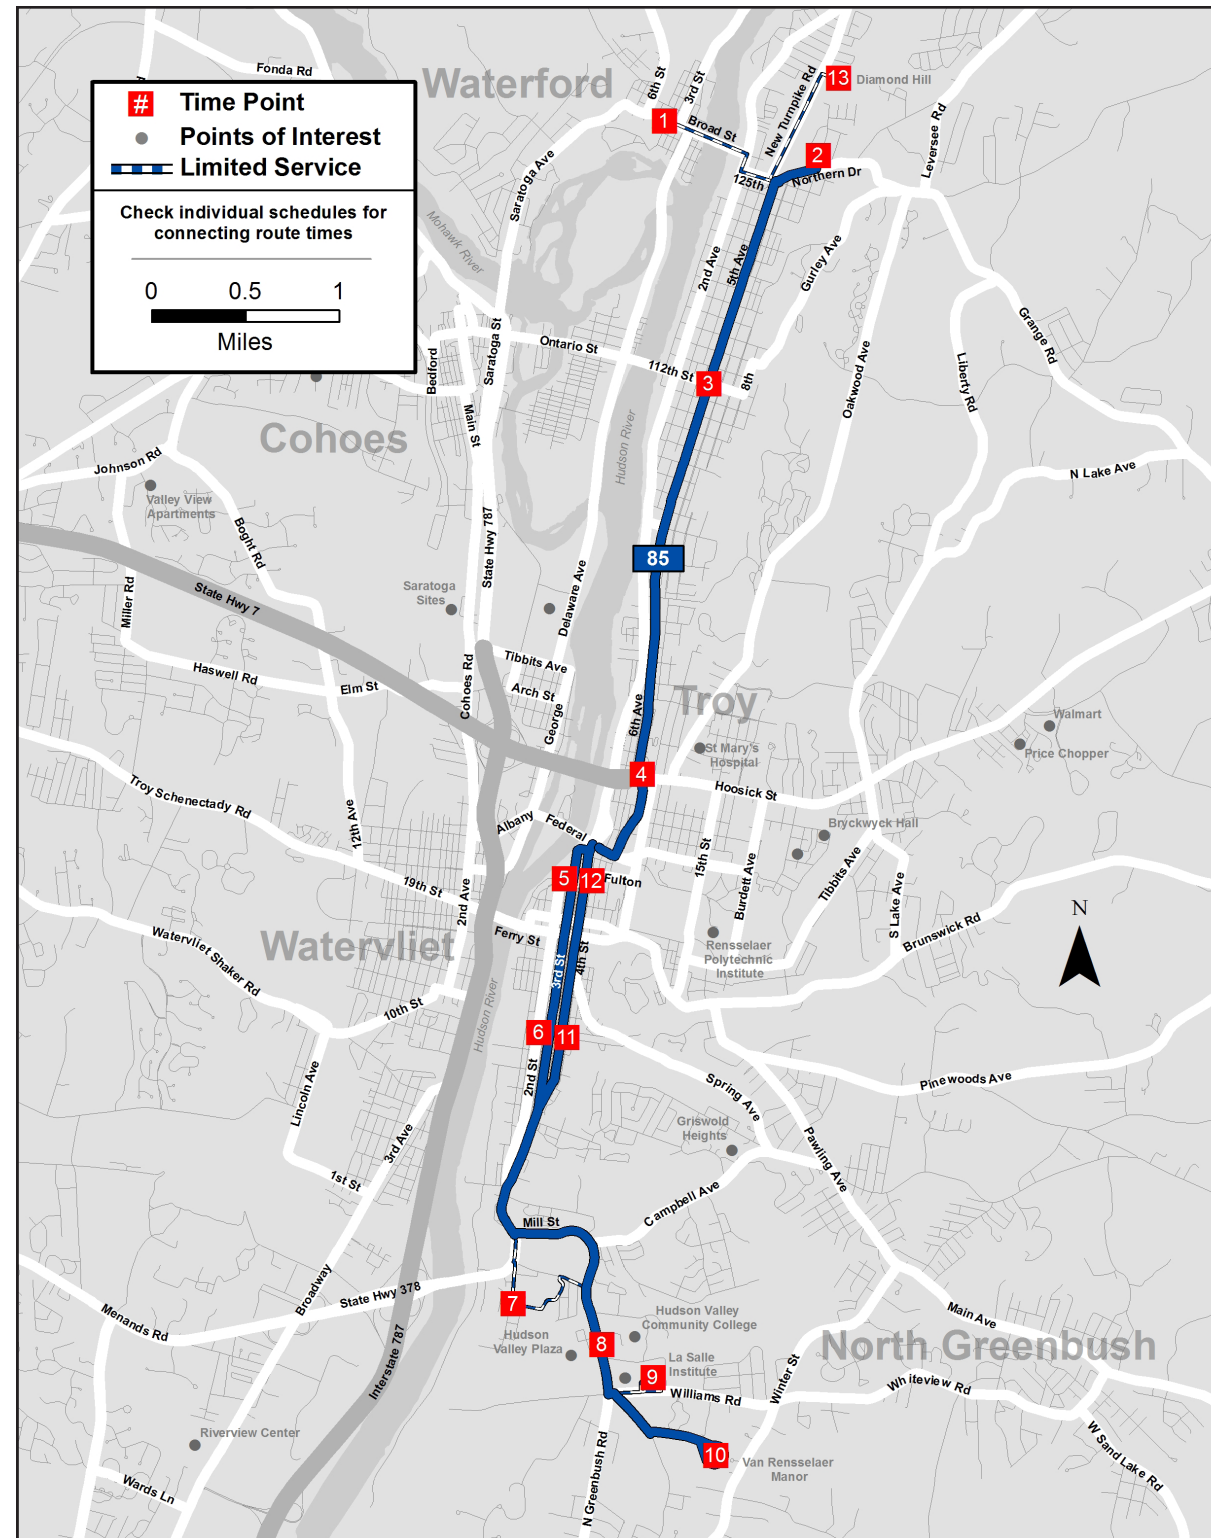 Fonda Rd
Waterford
6th St
3rd St
New Turnpike Rd
13
Diamond Hill
#
Time Point
Points of Interest
Limited Service
Check individual schedules for
connecting route times
0
0.5
1
Miles
1
Broad St
2
125th
Northern Dr
Leversee Rd
Saratoga Ave
Mohawk River
2nd Ave
5th Ave
Gurley Ave
Grange Rd
Ontario St
Saratoga St
Bedford
112th St
3
8th
Oakwood Ave
Liberty Rd
Main St
Cohoes
Hudson River
Johnson Rd
N Lake Ave
Valley View
Apartments
Boght Rd
State Hwy 787
85
State Hwy 7
Miller Rd
Saratoga
Sites
Delaware Ave
Haswell Rd
Elm St
Cohoes Rd
Tibbits Ave
Arch St
George
6th Ave
Troy
Walmart
Price Chopper
St Mary's
Hospital
4
Hoosick St
Troy Schenectady Rd
12th Ave
Albany
Federal
Bryckwyck Hall
15th St
Burdett Ave
Tibbits Ave
S Lake Ave
5
12
Fulton
19th St
2nd Ave
Watervliet
Ferry St
3rd St
4th St
Rensselaer
Polytechnic
Institute
Brunswick Rd
N
Watervliet Shaker Rd
10th St
Hudson River
6
11
2nd St
Lincoln Ave
3rd Ave
1st St
Spring Ave
Pinewoods Ave
Griswold
Heights
Pawling Ave
Campbell Ave
Mill St
State Hwy 378
Broadway
Menands Rd
7
Hudson
Valley Plaza
Hudson Valley
Community College
8
Main Ave
North Greenbush
Interstate 787
La Salle
Institute
9
Williams Rd
Winter St
Whiteview Rd
W Sand Lake Rd
Riverview Center
10
Van Rensselaer
Manor
N Greenbush Rd
Wards Ln